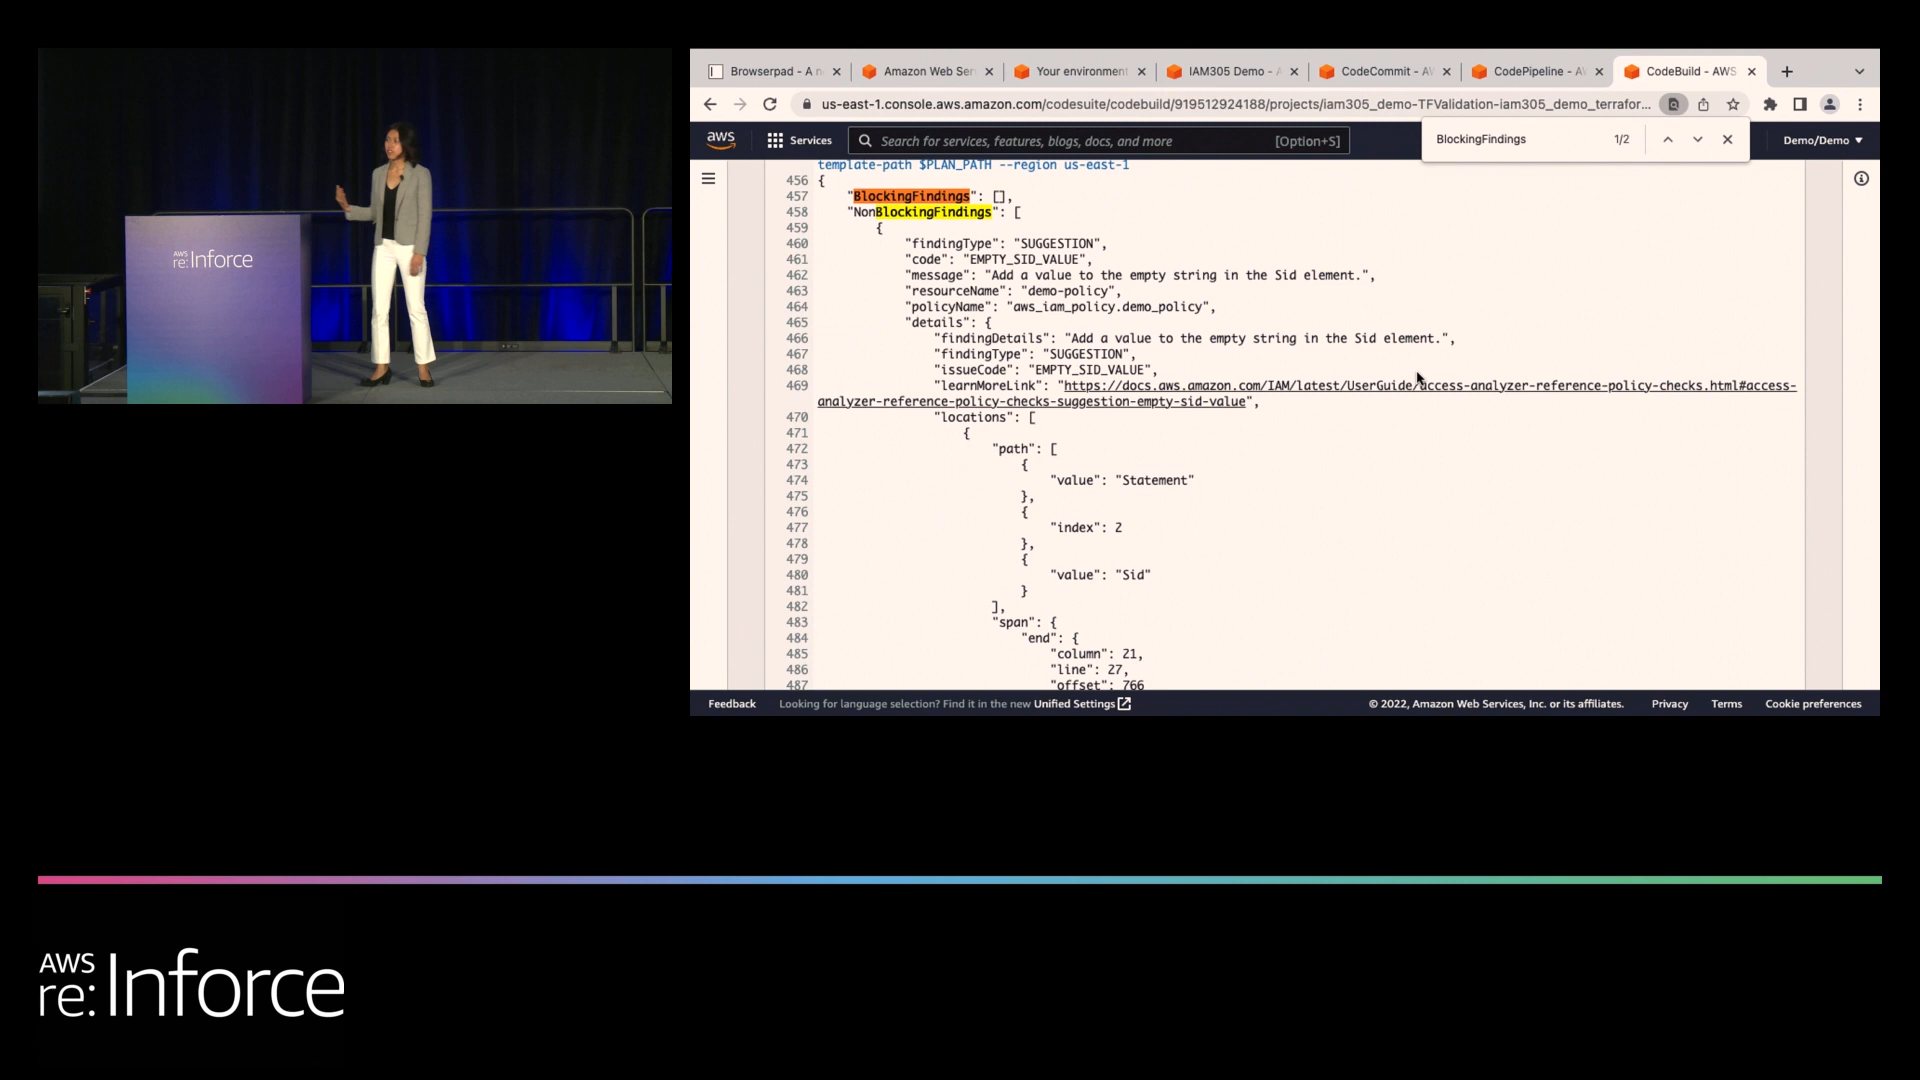 AWS
re:Inforce
Browserpad - A n
Amazon Web Ser
Your environment
IAM305 Demo - A
CodeCommit - AW
CodePipeline - AW
CodeBuild - AWS
us-east-1.console.aws.amazon.com/codesuite/codebuild/919512924188/projects/iam305_demo-TFValidation-iam305_demo_terrafor...
aws
Services
Search for services, features, blogs, docs, and more
[Option+S]
BlockingFindings
1/2
Demo/Demo
template-path $PLAN_PATH --region us-east-1
456 {
457 "BlockingFindings": [],
458 "NonBlockingFindings": [
459 {
460 "findingType": "SUGGESTION",
461 "code": "EMPTY_SID_VALUE",
462 "message": "Add a value to the empty string in the Sid element.",
463 "resourceName": "demo-policy",
464 "policyName": "aws_iam_policy.demo_policy",
465 "details": {
466 "findingDetails": "Add a value to the empty string in the Sid element.",
467 "findingType": "SUGGESTION",
468 "issueCode": "EMPTY_SID_VALUE",
469 "learnMoreLink": "https://docs.aws.amazon.com/IAM/latest/UserGuide/access-analyzer-reference-policy-checks.html#access-
analyzer-reference-policy-checks-suggestion-empty-sid-value",
470 "locations": [
471 {
472 "path": [
473 {
474 "value": "Statement"
475 },
476 {
477 "index": 2
478 },
479 {
480 "value": "Sid"
481 }
482 ],
483 "span": {
484 "end": {
485 "column": 21,
486 "line": 27,
487 "offset": 766
Feedback
Looking for language selection? Find it in the new Unified Settings
© 2022, Amazon Web Services, Inc. or its affiliates.
Privacy
Terms
Cookie preferences
AWS
re:Inforce